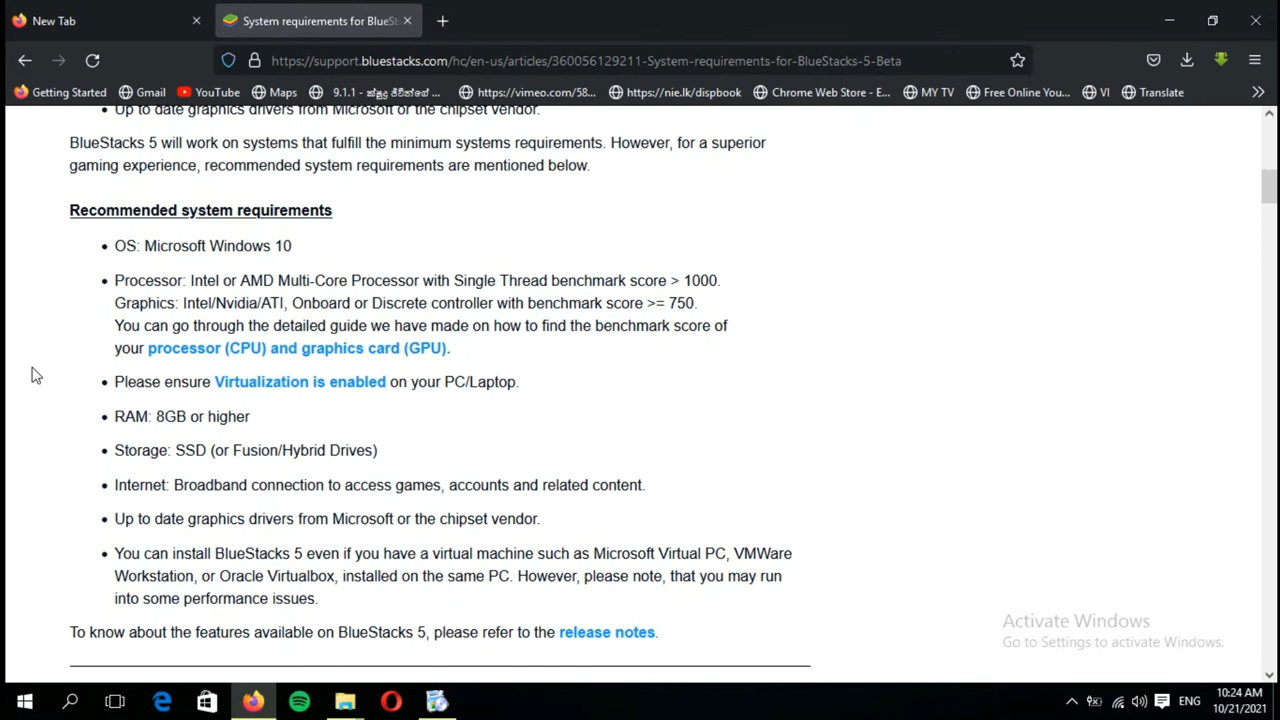 New Tab
System requirements for BlueSt
https://support.bluestacks.com/hc/en-us/articles/360056129211-System-requirements-for-BlueStacks-5-Beta
Getting Started
Gmail
YouTube
Maps
9.1.1 - ක්ෂුද්‍ර ජීවීන්ගේ ...
https://vimeo.com/58...
https://nie.lk/dispbook
Chrome Web Store - E...
MY TV
Free Online You...
VI
Translate
Up to date graphics drivers from Microsoft or the chipset vendor.
BlueStacks 5 will work on systems that fulfill the minimum systems requirements. However, for a superior
gaming experience, recommended system requirements are mentioned below.
Recommended system requirements
• OS: Microsoft Windows 10
• Processor: Intel or AMD Multi-Core Processor with Single Thread benchmark score > 1000.
Graphics: Intel/Nvidia/ATI, Onboard or Discrete controller with benchmark score >= 750.
You can go through the detailed guide we have made on how to find the benchmark score of
your processor (CPU) and graphics card (GPU).
• Please ensure Virtualization is enabled on your PC/Laptop.
• RAM: 8GB or higher
• Storage: SSD (or Fusion/Hybrid Drives)
• Internet: Broadband connection to access games, accounts and related content.
• Up to date graphics drivers from Microsoft or the chipset vendor.
• You can install BlueStacks 5 even if you have a virtual machine such as Microsoft Virtual PC, VMWare
Workstation, or Oracle Virtualbox, installed on the same PC. However, please note, that you may run
into some performance issues.
To know about the features available on BlueStacks 5, please refer to the release notes.
Activate Windows
Go to Settings to activate Windows.
ENG
10:24 AM
10/21/2021